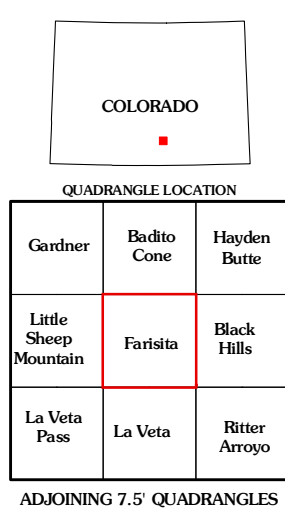 COLORADO
QUADRANGLE LOCATION
Gardner
Badito
Cone
Hayden
Butte
Little
Sheep
Mountain
Farisita
Black
Hills
La Veta
Pass
La Veta
Ritter
Arroyo
ADJOINING 7.5' QUADRANGLES